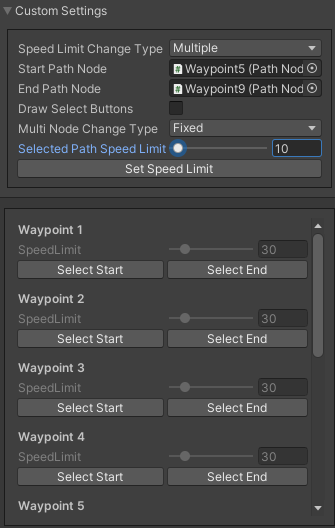 Custom Settings
Speed Limit Change Type Multiple
Start Path Node Waypoint5 (Path Nod
End Path Node Waypoint9 (Path Nod
Draw Select Buttons
Multi Node Change Type Fixed
Selected Path Speed Limit 10
Set Speed Limit
Waypoint 1
SpeedLimit 30
Select Start Select End
Waypoint 2
SpeedLimit 30
Select Start Select End
Waypoint 3
SpeedLimit 30
Select Start Select End
Waypoint 4
SpeedLimit 30
Select Start Select End
Waypoint 5